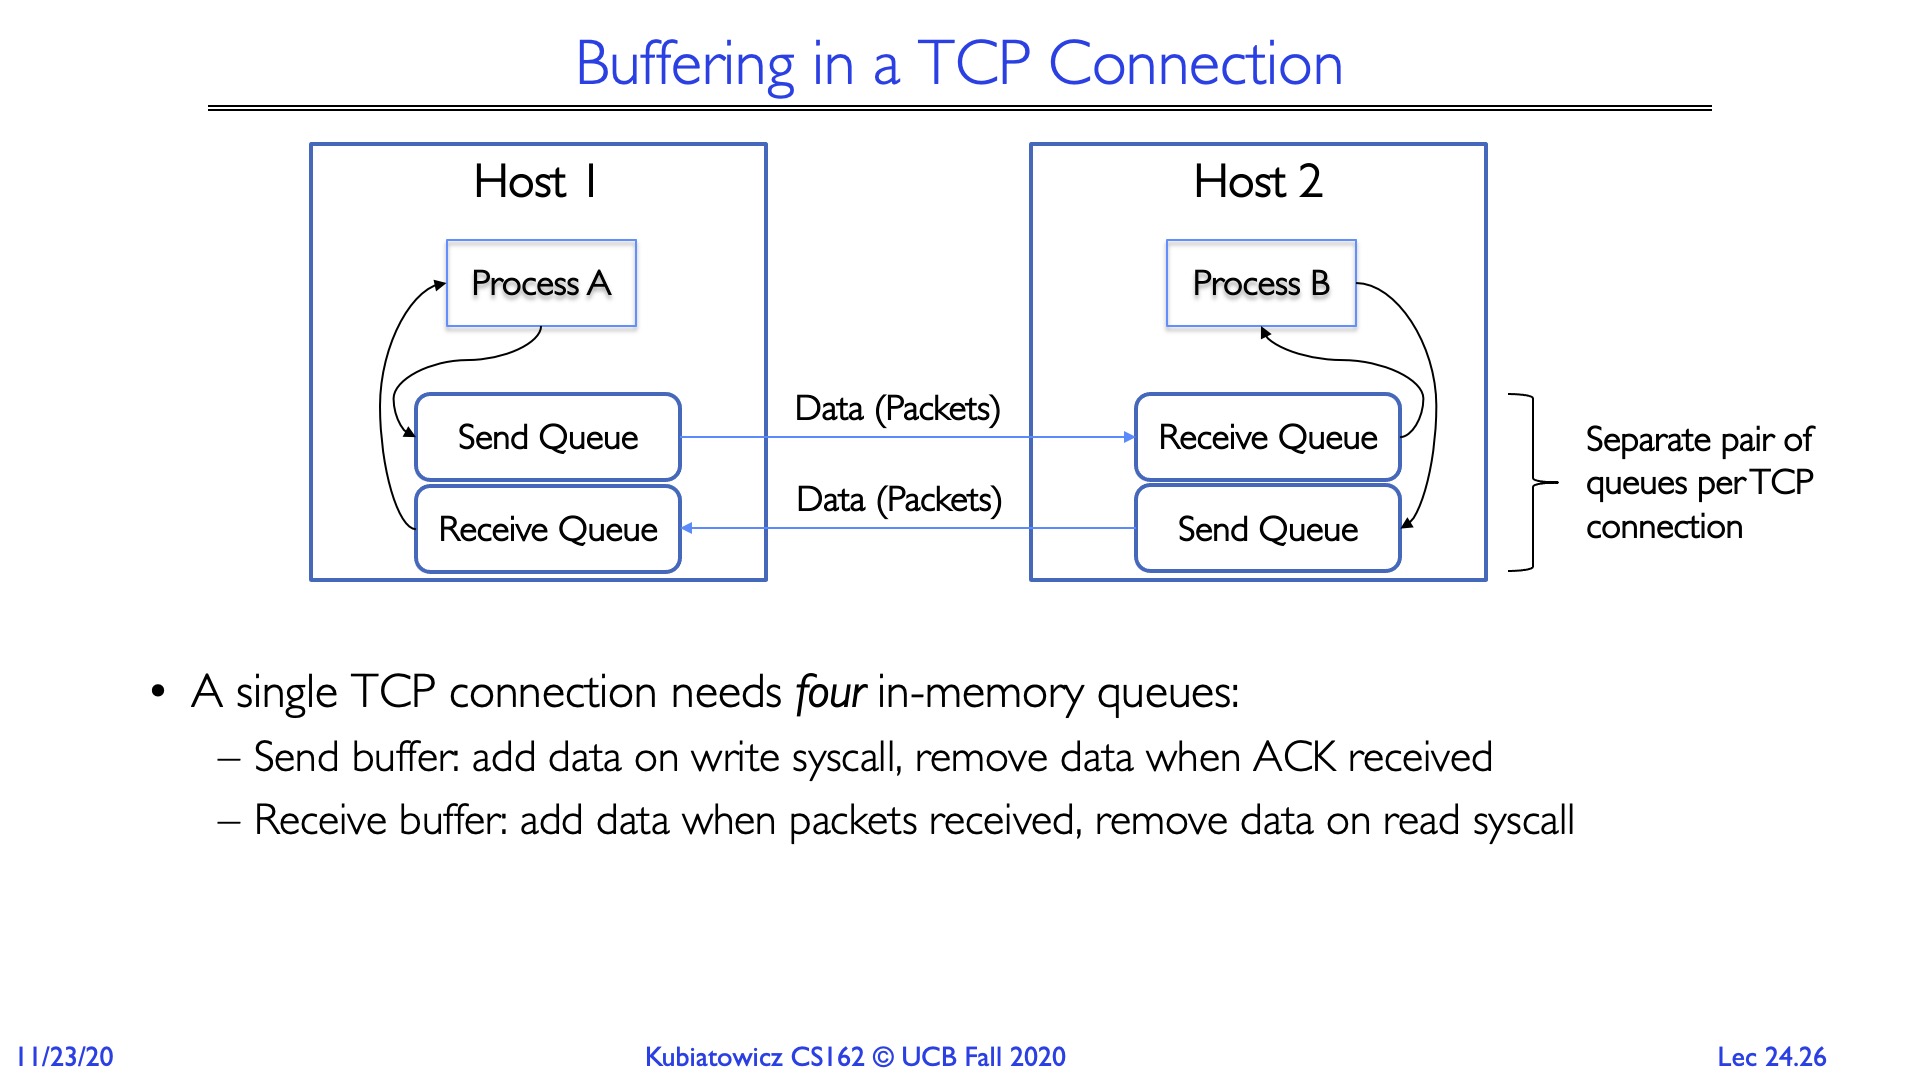 Buffering in a TCP Connection
Host 1
Host 2
Process A
Process B
Send Queue
Data (Packets)
Receive Queue
Receive Queue
Data (Packets)
Send Queue
Separate pair of
queues per TCP
connection
• A single TCP connection needs four in-memory queues:
– Send buffer: add data on write syscall, remove data when ACK received
– Receive buffer: add data when packets received, remove data on read syscall
11/23/20
Kubiatowicz CS162 © UCB Fall 2020
Lec 24.26